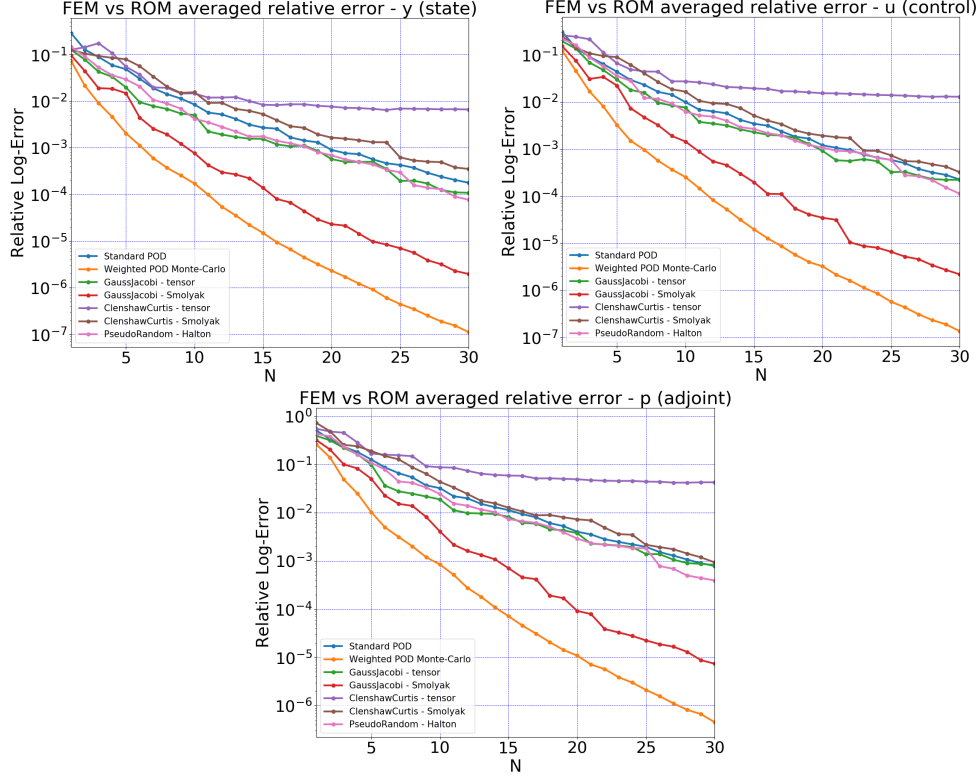 FEM vs ROM averaged relative error - y (state)
Relative Log-Error
10⁻¹
10⁻²
10⁻³
10⁻⁴
10⁻⁵
10⁻⁶
10⁻⁷
Standard POD
Weighted POD Monte-Carlo
GaussJacobi - tensor
GaussJacobi - Smolyak
ClenshawCurtis - tensor
ClenshawCurtis - Smolyak
PseudoRandom - Halton
5 10 15 20 25 30
N
FEM vs ROM averaged relative error - u (control)
Relative Log-Error
10⁻¹
10⁻²
10⁻³
10⁻⁴
10⁻⁵
10⁻⁶
10⁻⁷
Standard POD
Weighted POD Monte-Carlo
GaussJacobi - tensor
GaussJacobi - Smolyak
ClenshawCurtis - tensor
ClenshawCurtis - Smolyak
PseudoRandom - Halton
5 10 15 20 25 30
N
FEM vs ROM averaged relative error - p (adjoint)
Relative Log-Error
10⁰
10⁻¹
10⁻²
10⁻³
10⁻⁴
10⁻⁵
10⁻⁶
Standard POD
Weighted POD Monte-Carlo
GaussJacobi - tensor
GaussJacobi - Smolyak
ClenshawCurtis - tensor
ClenshawCurtis - Smolyak
PseudoRandom - Halton
5 10 15 20 25 30
N